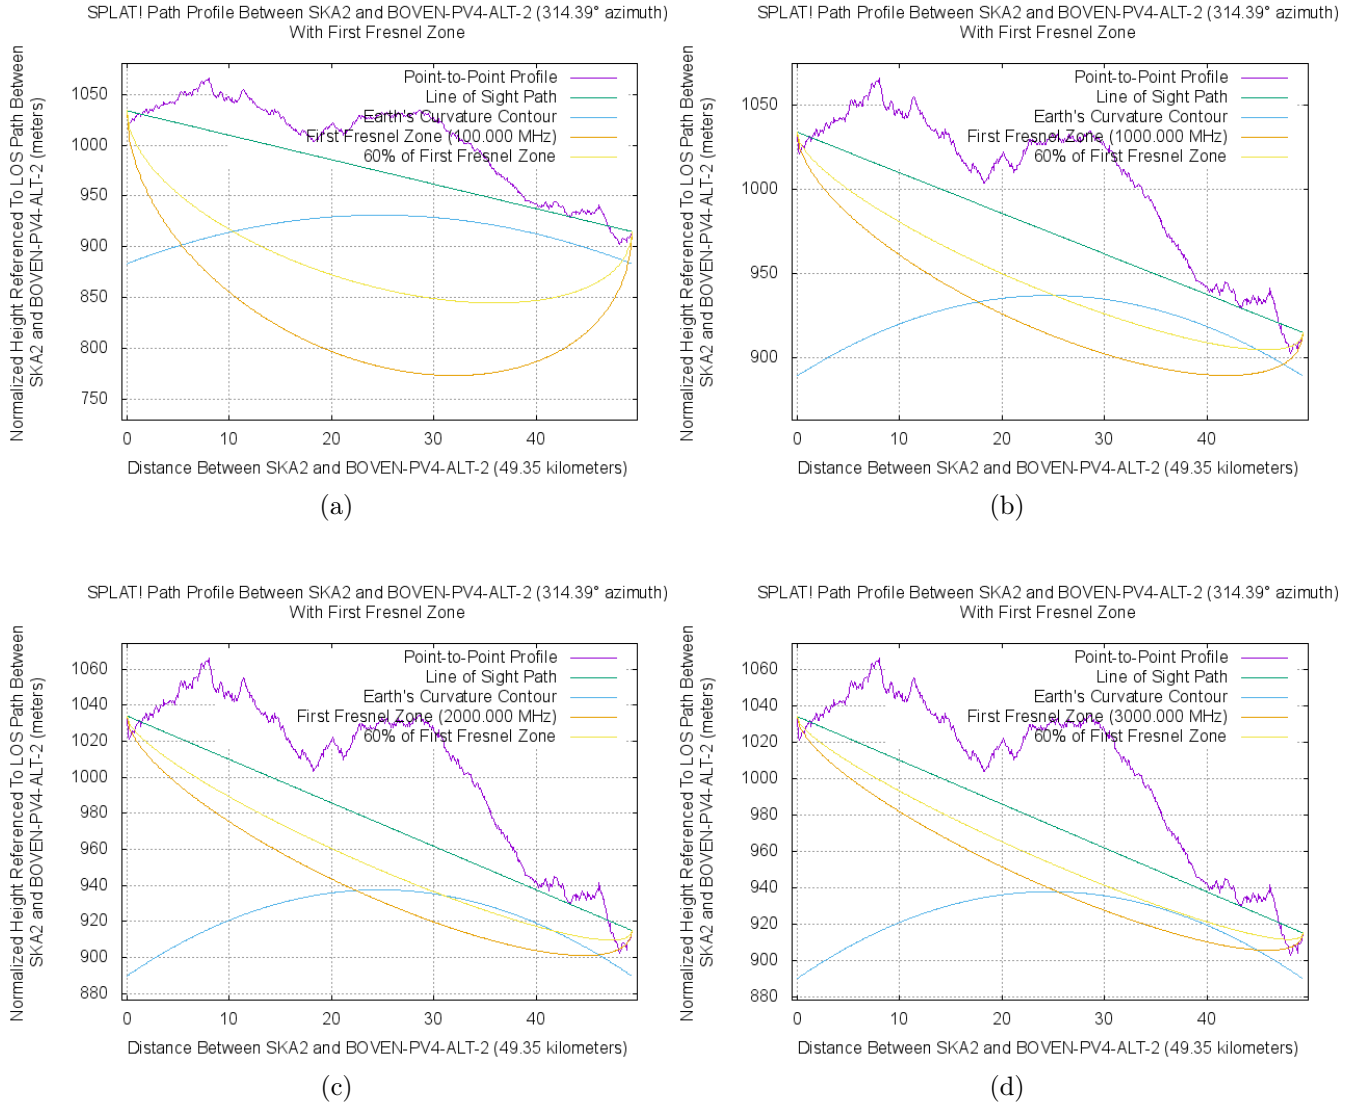 SPLAT! Path Profile Between SKA2 and BOVEN-PV4-ALT-2 (314.39° azimuth)
With First Fresnel Zone
Normalized Height Referenced To LOS Path Between
SKA2 and BOVEN-PV4-ALT-2 (meters)
Point-to-Point Profile
Line of Sight Path
Earth's Curvature Contour
First Fresnel Zone (100.000 MHz)
60% of First Fresnel Zone
1050
1000
950
900
850
800
750
0 10 20 30 40
Distance Between SKA2 and BOVEN-PV4-ALT-2 (49.35 kilometers)
(a)
SPLAT! Path Profile Between SKA2 and BOVEN-PV4-ALT-2 (314.39° azimuth)
With First Fresnel Zone
Normalized Height Referenced To LOS Path Between
SKA2 and BOVEN-PV4-ALT-2 (meters)
Point-to-Point Profile
Line of Sight Path
Earth's Curvature Contour
First Fresnel Zone (1000.000 MHz)
60% of First Fresnel Zone
1050
1000
950
900
0 10 20 30 40
Distance Between SKA2 and BOVEN-PV4-ALT-2 (49.35 kilometers)
(b)
SPLAT! Path Profile Between SKA2 and BOVEN-PV4-ALT-2 (314.39° azimuth)
With First Fresnel Zone
Normalized Height Referenced To LOS Path Between
SKA2 and BOVEN-PV4-ALT-2 (meters)
Point-to-Point Profile
Line of Sight Path
Earth's Curvature Contour
First Fresnel Zone (2000.000 MHz)
60% of First Fresnel Zone
1060
1040
1020
1000
980
960
940
920
900
880
0 10 20 30 40
Distance Between SKA2 and BOVEN-PV4-ALT-2 (49.35 kilometers)
(c)
SPLAT! Path Profile Between SKA2 and BOVEN-PV4-ALT-2 (314.39° azimuth)
With First Fresnel Zone
Normalized Height Referenced To LOS Path Between
SKA2 and BOVEN-PV4-ALT-2 (meters)
Point-to-Point Profile
Line of Sight Path
Earth's Curvature Contour
First Fresnel Zone (3000.000 MHz)
60% of First Fresnel Zone
1060
1040
1020
1000
980
960
940
920
900
880
0 10 20 30 40
Distance Between SKA2 and BOVEN-PV4-ALT-2 (49.35 kilometers)
(d)